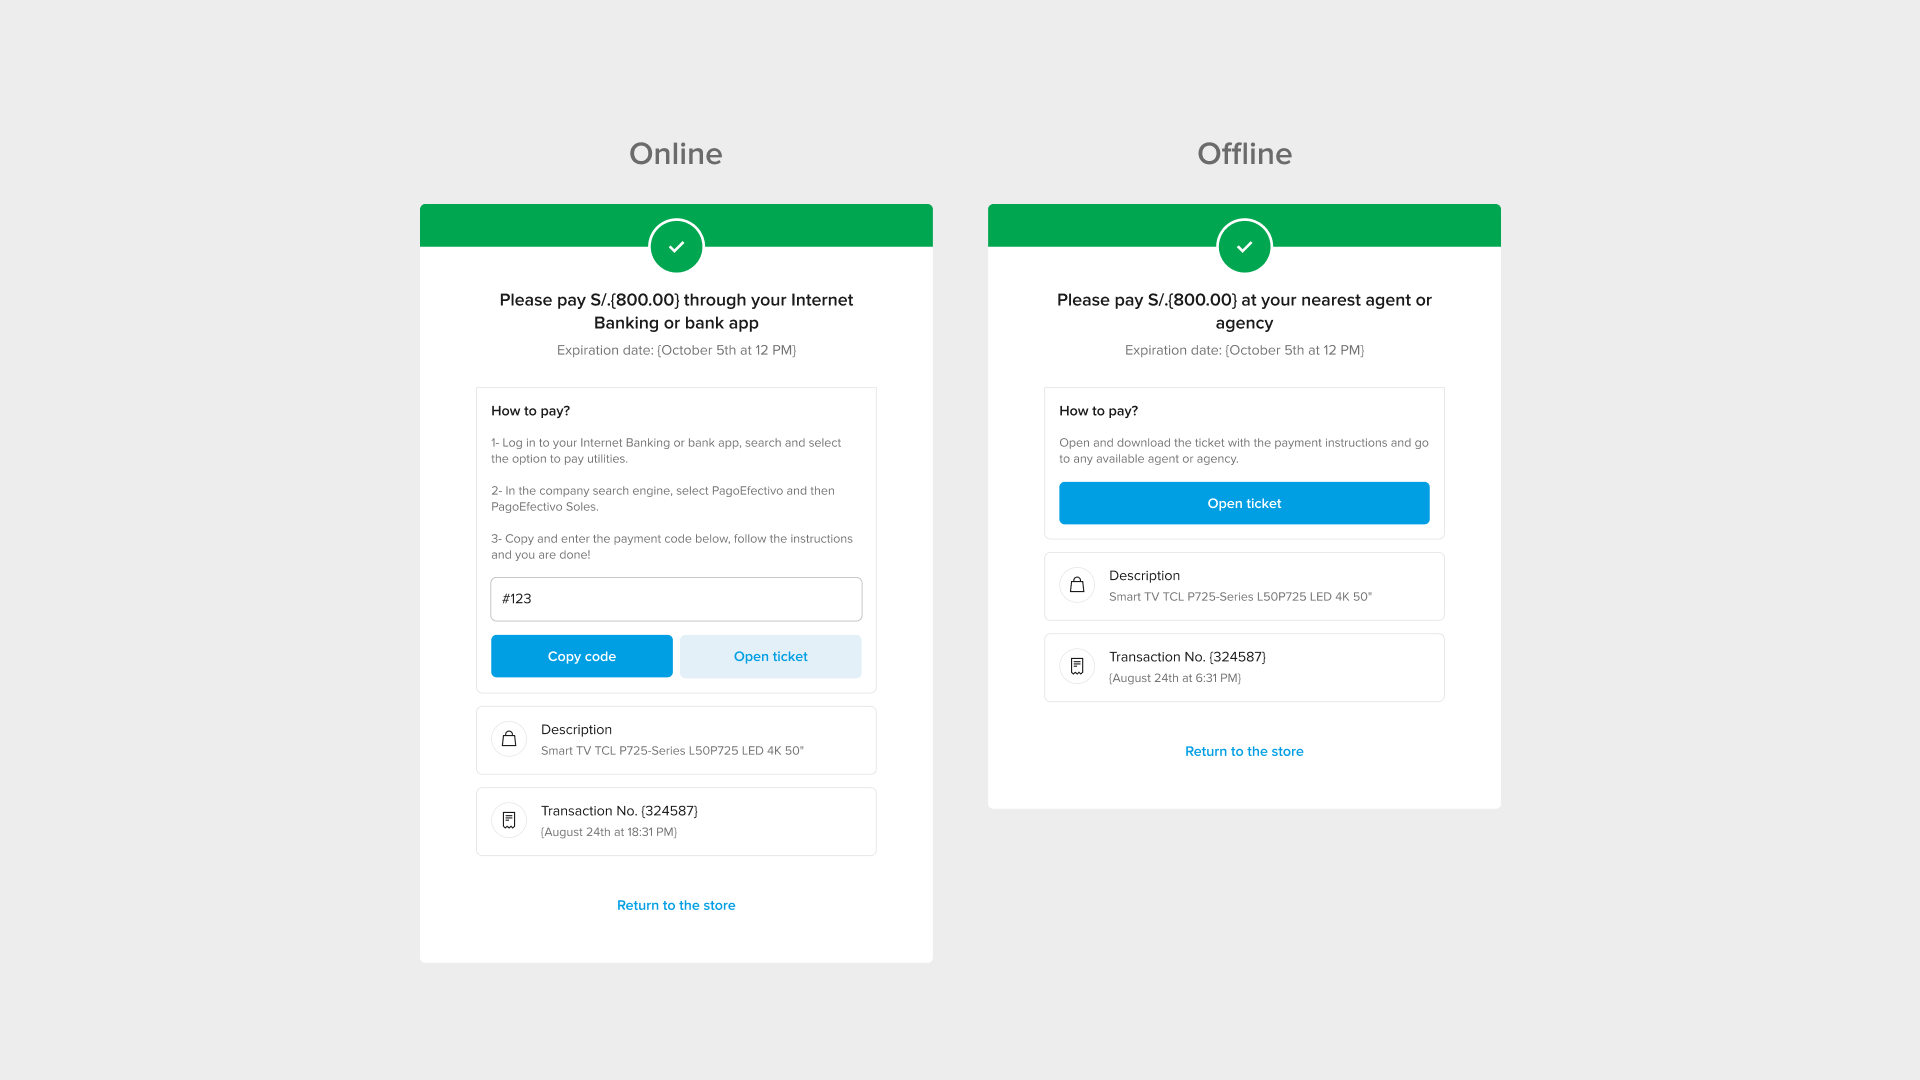 Online
Please pay S/.{800.00} through your Internet
Banking or bank app
Expiration date: {October 5th at 12 PM}
How to pay?
1- Log in to your Internet Banking or bank app, search and select
the option to pay utilities.
2- In the company search engine, select PagoEfectivo and then
PagoEfectivo Soles.
3- Copy and enter the payment code below, follow the instructions
and you are done!
#123
Copy code
Open ticket
Description
Smart TV TCL P725-Series L50P725 LED 4K 50"
Transaction No. {324587}
{August 24th at 18:31 PM}
Return to the store
Offline
Please pay S/.{800.00} at your nearest agent or
agency
Expiration date: {October 5th at 12 PM}
How to pay?
Open and download the ticket with the payment instructions and go
to any available agent or agency.
Open ticket
Description
Smart TV TCL P725-Series L50P725 LED 4K 50"
Transaction No. {324587}
{August 24th at 6:31 PM}
Return to the store